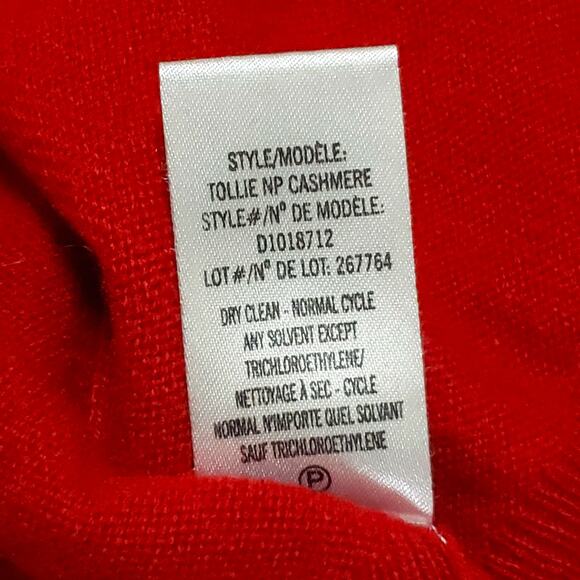 STYLE/MODÈLE:
TOLLIE NP CASHMERE
STYLE#/Nº DE MODÈLE:
D1018712
LOT #/Nº DE LOT: 267764
DRY CLEAN - NORMAL CYCLE
ANY SOLVENT EXCEPT
TRICHLOROETHYLENE/
NETTOYAGE À SEC - CYCLE
NORMAL N'IMPORTE QUEL SOLVANT
SAUF TRICHLOROETHYLENE
P